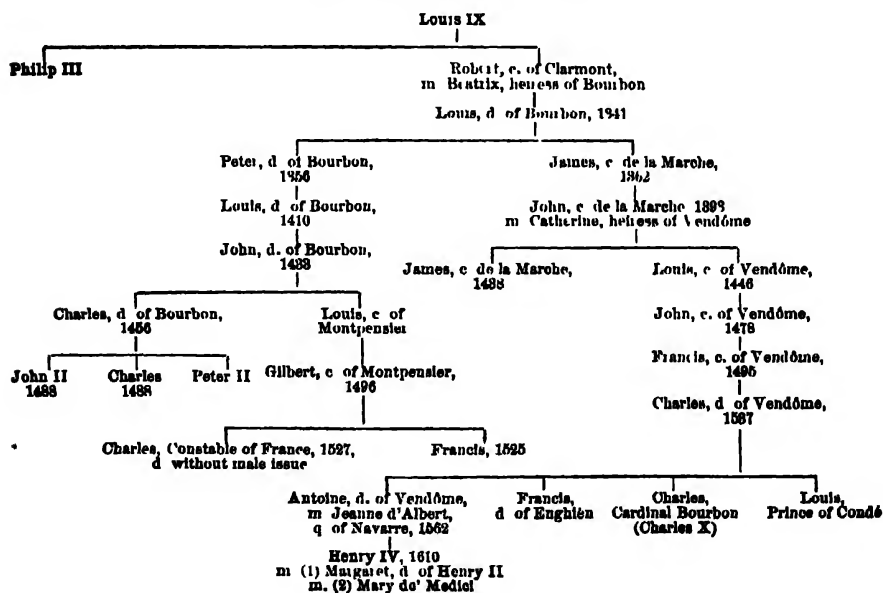 Louis IX
Philip III
Robert, c. of Clarmont,
m Beatrix, heiress of Bourbon
Louis, d of Bourbon, 1341
Peter, d of Bourbon,
1356
James, c de la Marche,
1362
Louis, d of Bourbon,
1410
John, c de la Marche 1393
m Catherine, heiress of Vendôme
John, d. of Bourbon,
1433
James, c de la Marche,
1438
Louis, c of Vendôme,
1446
Charles, d of Bourbon,
1456
Louis, c of
Montpensier
John, c. of Vendôme,
1478
John II
1488
Charles
1488
Peter II
Gilbert, c of Montpensier,
1496
Francis, c. of Vendôme,
1495
Charles, d of Vendôme,
1537
Charles, Constable of France, 1527,
d without male issue
Francis, 1525
Antoine, d. of Vendôme,
m Jeanne d'Albert,
q of Navarre, 1562
Francis,
d of Enghién
Charles,
Cardinal Bourbon
(Charles X)
Louis,
Prince of Condé
Henry IV, 1610
m (1) Margaret, d of Henry II
m. (2) Mary de' Medici